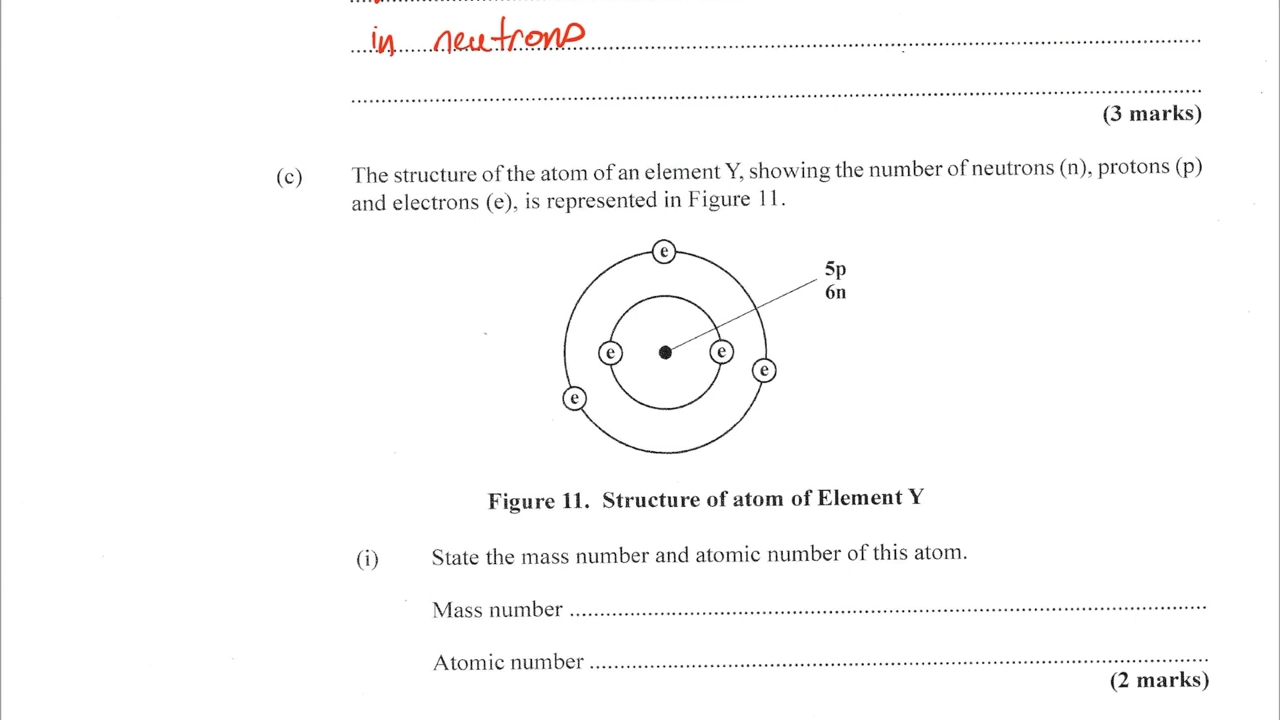 in neutrons
(3 marks)
(c) The structure of the atom of an element Y, showing the number of neutrons (n), protons (p)
and electrons (e), is represented in Figure 11.
e
5p
6n
e e
e
e
Figure 11. Structure of atom of Element Y
(i) State the mass number and atomic number of this atom.
Mass number ................................................................
Atomic number ................................................................
(2 marks)